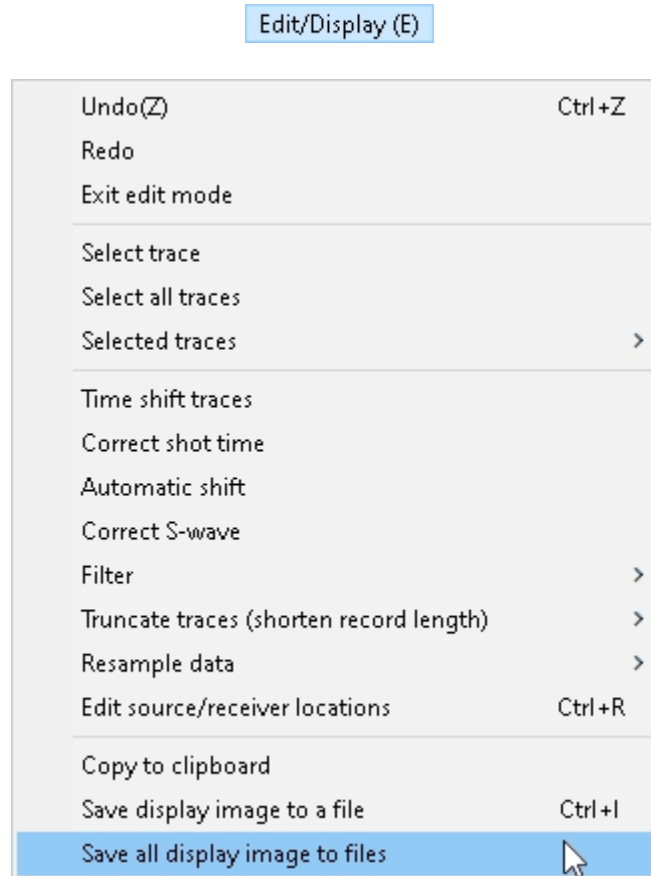 Edit/Display (E)
Undo(Z) Ctrl+Z
Redo
Exit edit mode
Select trace
Select all traces
Selected traces
Time shift traces
Correct shot time
Automatic shift
Correct S-wave
Filter
Truncate traces (shorten record length)
Resample data
Edit source/receiver locations Ctrl+R
Copy to clipboard
Save display image to a file Ctrl+I
Save all display image to files